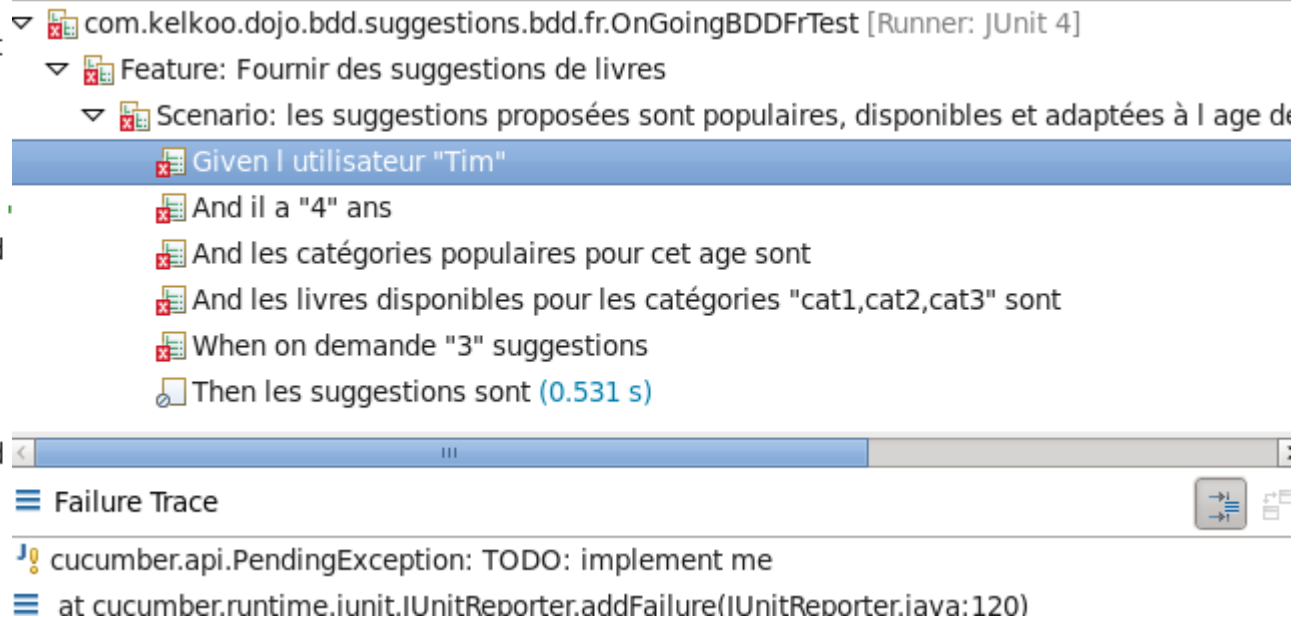 com.kelkoo.dojo.bdd.suggestions.bdd.fr.OnGoingBDDFrTest [Runner: JUnit 4]
Feature: Fournir des suggestions de livres
Scenario: les suggestions proposées sont populaires, disponibles et adaptées à l age de
Given l utilisateur "Tim"
And il a "4" ans
And les catégories populaires pour cet age sont
And les livres disponibles pour les catégories "cat1,cat2,cat3" sont
When on demande "3" suggestions
Then les suggestions sont (0.531 s)
Failure Trace
cucumber.api.PendingException: TODO: implement me
at cucumber.runtime.junit.JUnitReporter.addFailure(JUnitReporter.java:120)